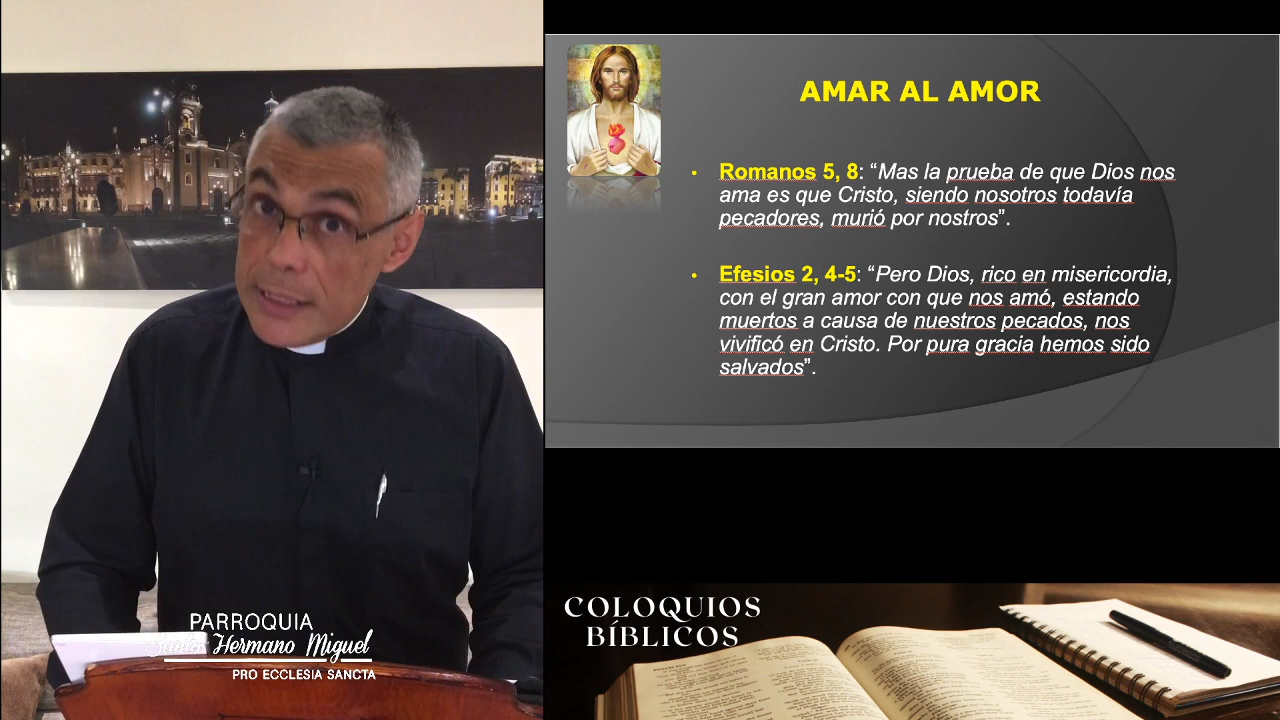 AMAR AL AMOR
• Romanos 5, 8: “Mas la prueba de que Dios nos
ama es que Cristo, siendo nosotros todavía
pecadores, murió por nostros”.
• Efesios 2, 4-5: “Pero Dios, rico en misericordia,
con el gran amor con que nos amó, estando
muertos a causa de nuestros pecados, nos
vivificó en Cristo. Por pura gracia hemos sido
salvados”.
PARROQUIA
Santo Hermano Miguel
PRO ECCLESIA SANCTA
COLOQUIOS
BÍBLICOS